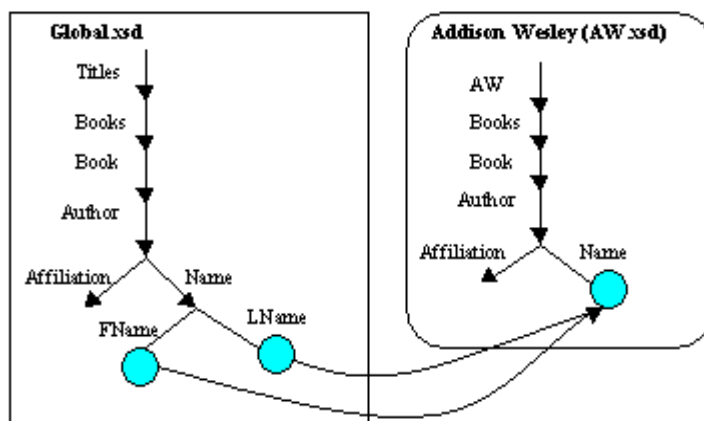 Global.xsd
Titles
Books
Book
Author
Affiliation
Name
FName
LName
Addison Wesley (AW.xsd)
AW
Books
Book
Author
Affiliation
Name